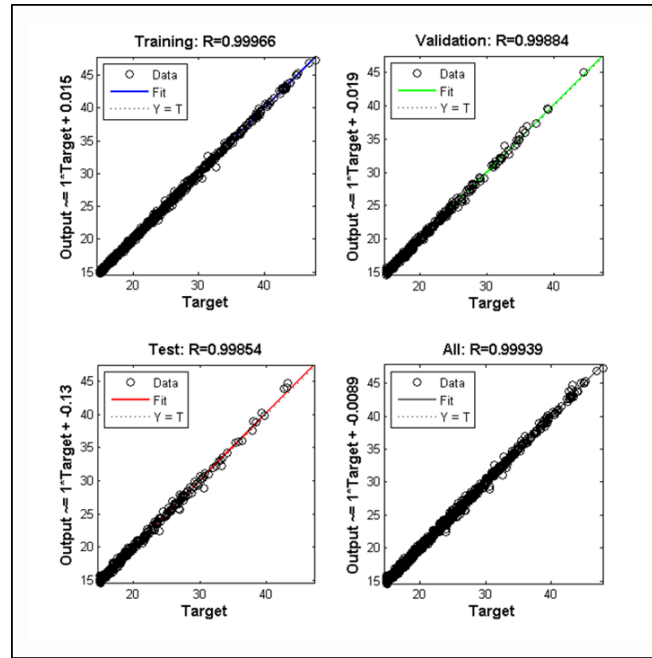 Training: R=0.99966
Output ~= 1*Target + 0.015
45
40
35
30
25
20
15
Data
Fit
Y = T
20
30
40
Target
Validation: R=0.99884
Output ~= 1*Target + -0.019
45
40
35
30
25
20
15
Data
Fit
Y = T
20
30
40
Target
Test: R=0.99854
Output ~= 1*Target + -0.13
45
40
35
30
25
20
15
Data
Fit
Y = T
20
30
40
Target
All: R=0.99939
Output ~= 1*Target + -0.0089
45
40
35
30
25
20
15
Data
Fit
Y = T
20
30
40
Target